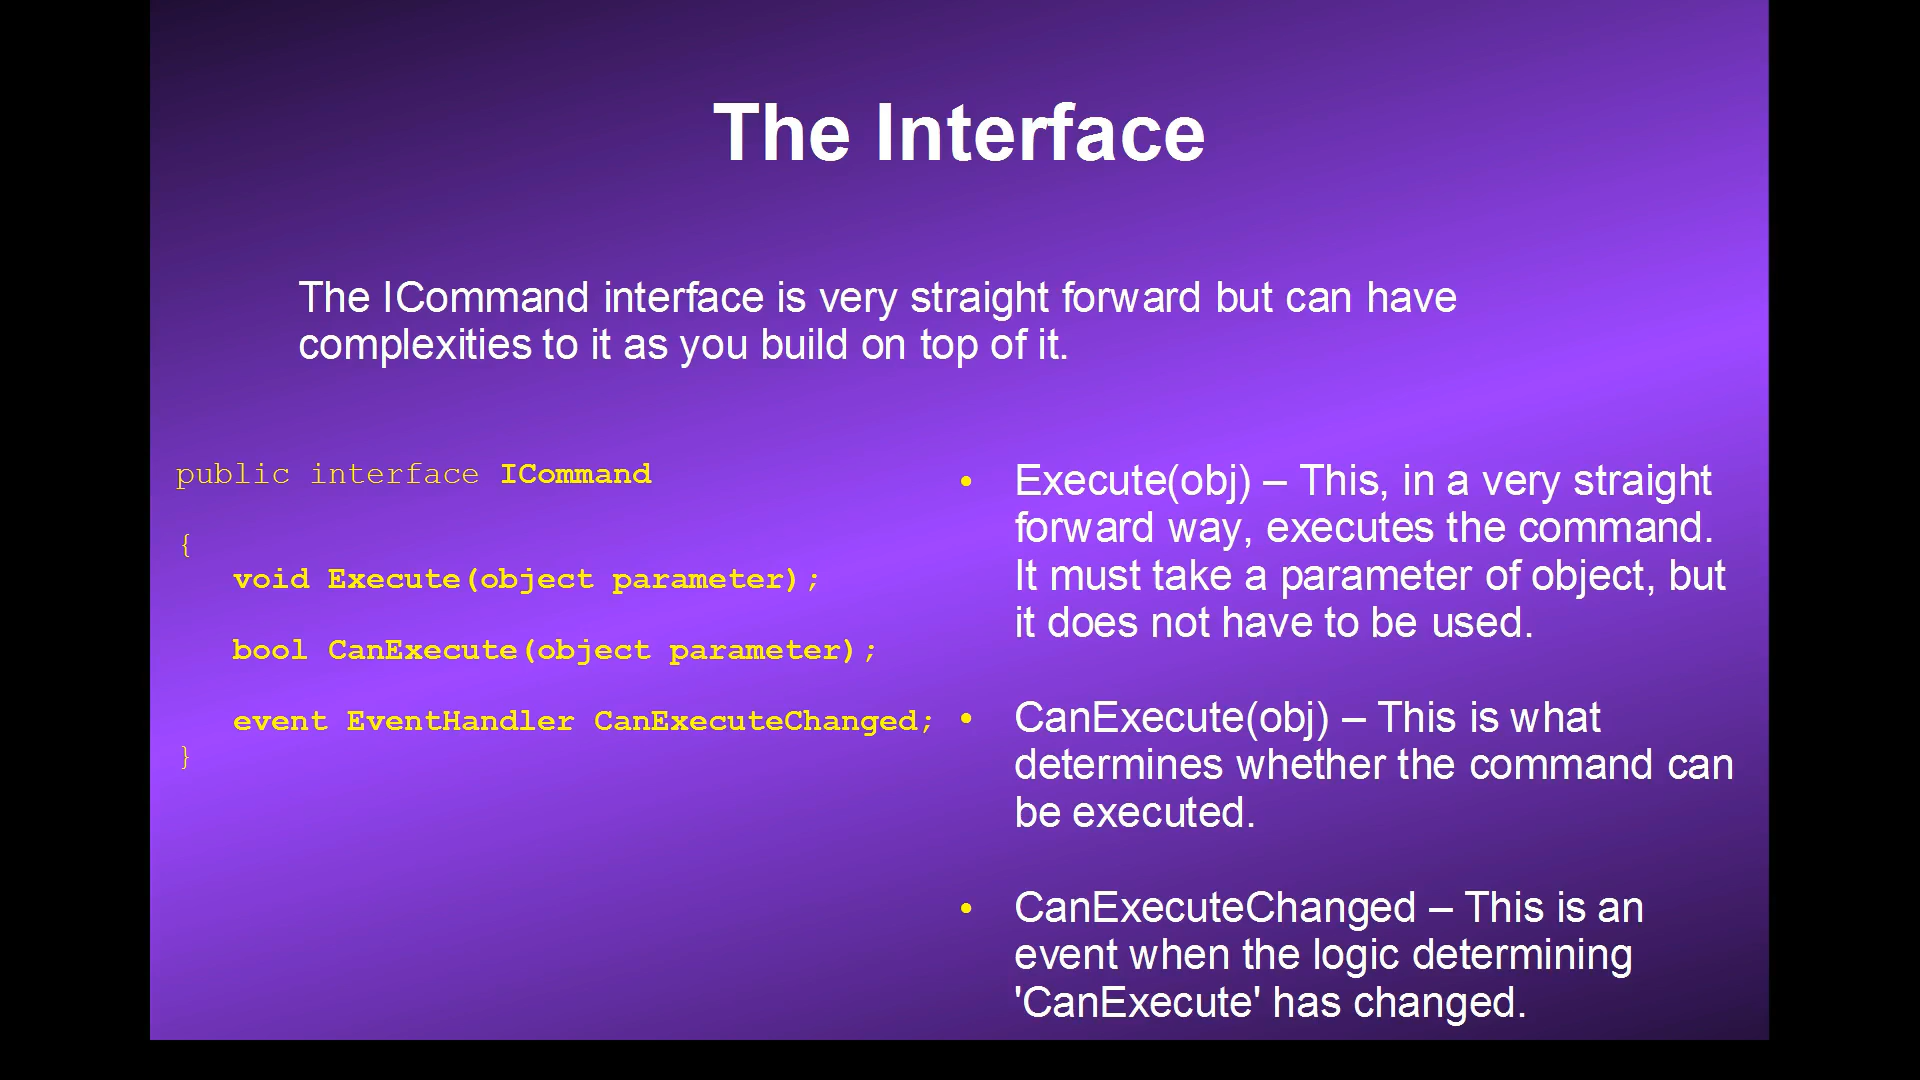 The Interface
The ICommand interface is very straight forward but can have
complexities to it as you build on top of it.
public interface ICommand
{
void Execute(object parameter);
bool CanExecute(object parameter);
event EventHandler CanExecuteChanged;
}
• Execute(obj) – This, in a very straight
forward way, executes the command.
It must take a parameter of object, but
it does not have to be used.
• CanExecute(obj) – This is what
determines whether the command can
be executed.
• CanExecuteChanged – This is an
event when the logic determining
'CanExecute' has changed.